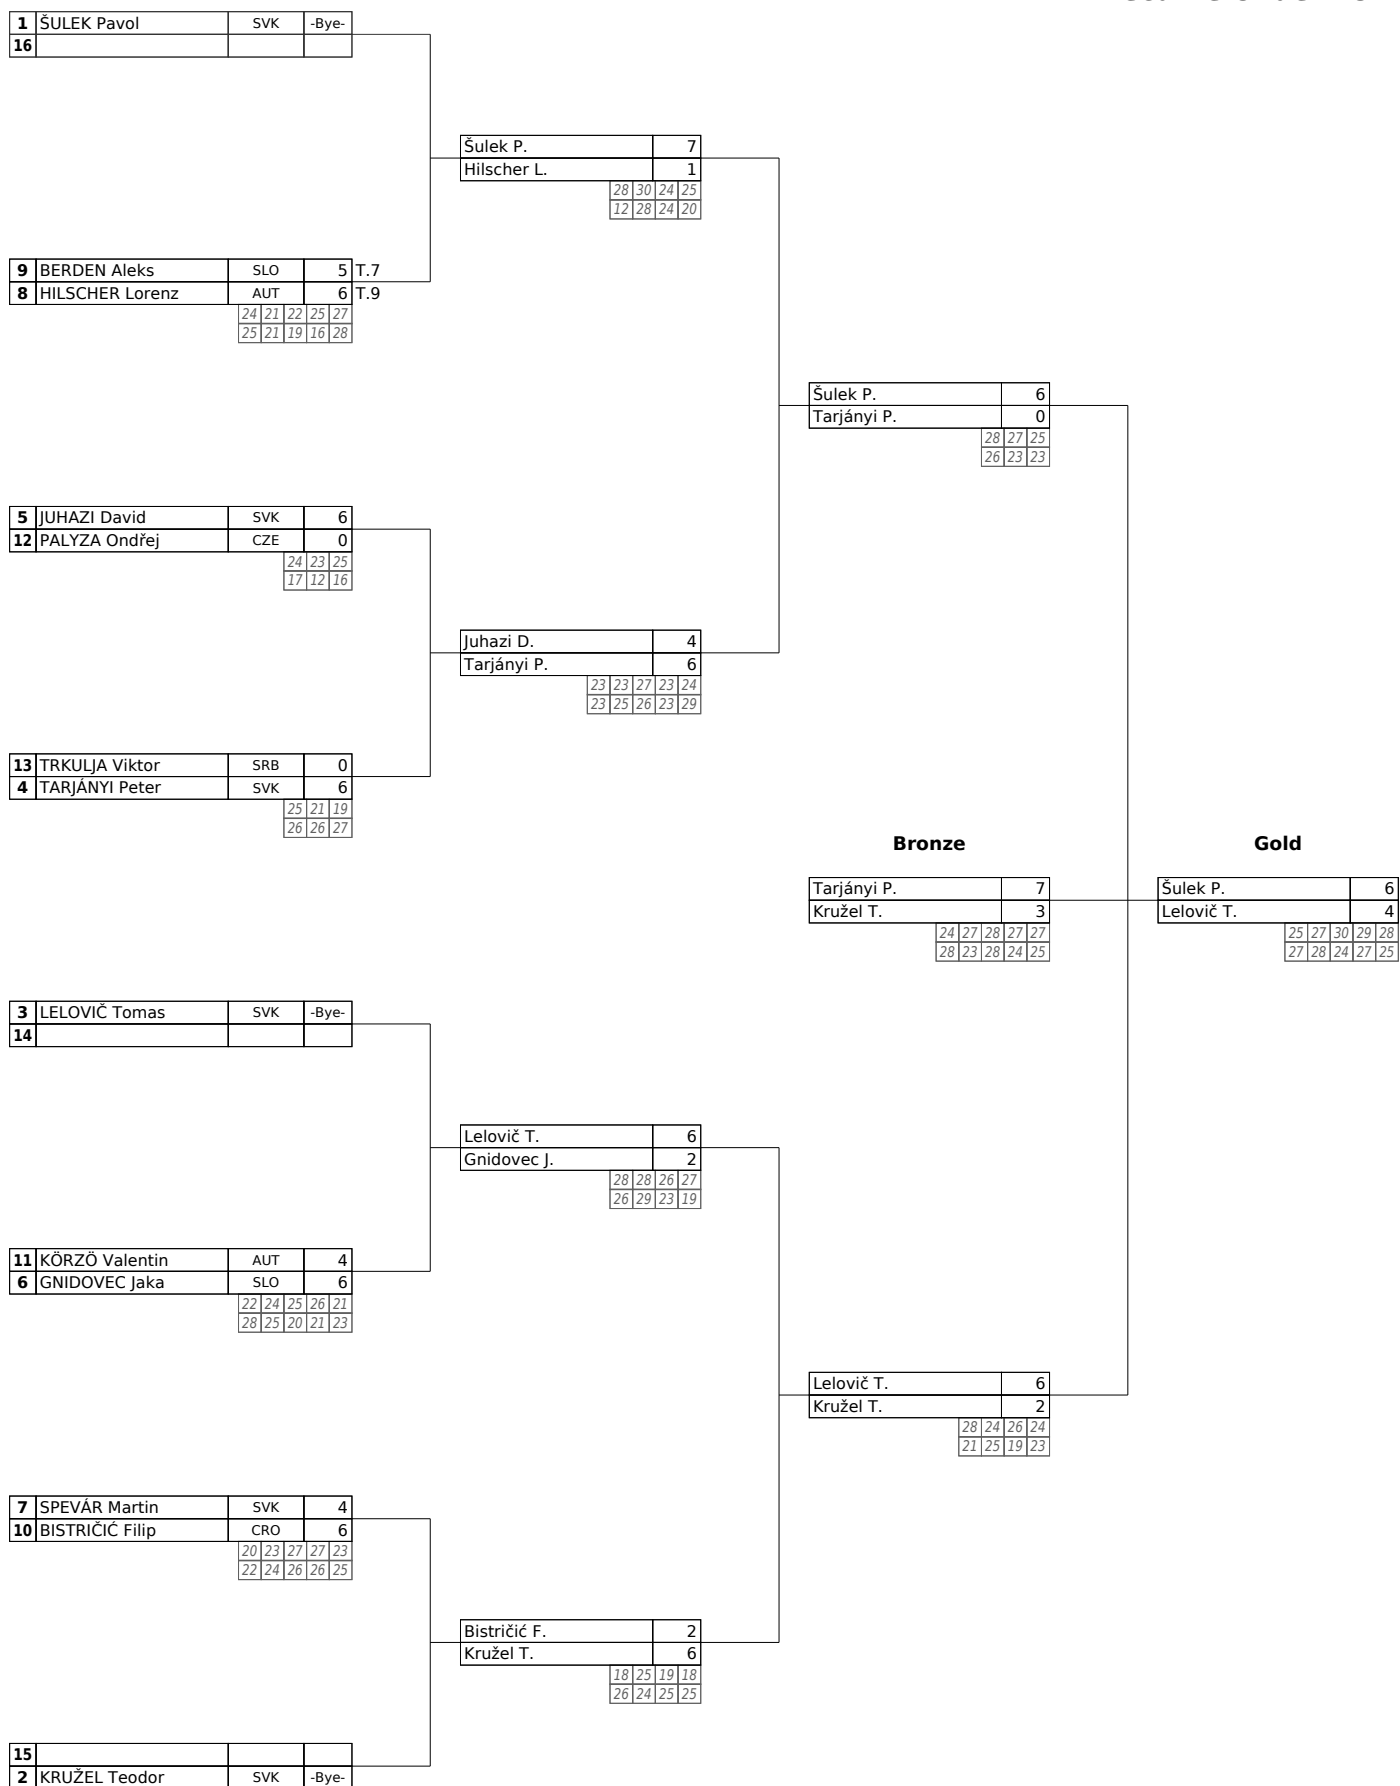 1 ŠULEK Pavol SVK -Bye-
16
Šulek P. 7
Hilscher L. 1
28 30 24 25
12 28 24 20
9 BERDEN Aleks SLO 5 T.7
8 HILSCHER Lorenz AUT 6 T.9
24 21 22 25 27
25 21 19 16 28
Šulek P. 6
Tarjányi P. 0
28 27 25
26 23 23
5 JUHAZI David SVK 6
12 PALYZA Ondřej CZE 0
24 23 25
17 12 16
Juhazi D. 4
Tarjányi P. 6
23 23 27 23 24
23 25 26 23 29
13 TRKULJA Viktor SRB 0
4 TARJÁNYI Peter SVK 6
25 21 19
26 26 27
Bronze Gold
Tarjányi P. 7 Šulek P. 6
Kružel T. 3 Lelovič T. 4
24 27 28 27 27 25 27 30 29 28
28 23 28 24 25 27 28 24 27 25
3 LELOVIČ Tomas SVK -Bye-
14
Lelovič T. 6
Gnidovec J. 2
28 28 26 27
26 29 23 19
11 KÖRZÖ Valentin AUT 4
6 GNIDOVEC Jaka SLO 6
22 24 25 26 21
28 25 20 21 23
Lelovič T. 6
Kružel T. 2
28 24 26 24
21 25 19 23
7 SPEVÁR Martin SVK 4
10 BISTRIČIĆ Filip CRO 6
20 23 27 27 23
22 24 26 26 25
Bistričić F. 2
Kružel T. 6
18 25 19 18
26 24 25 25
15
2 KRUŽEL Teodor SVK -Bye-